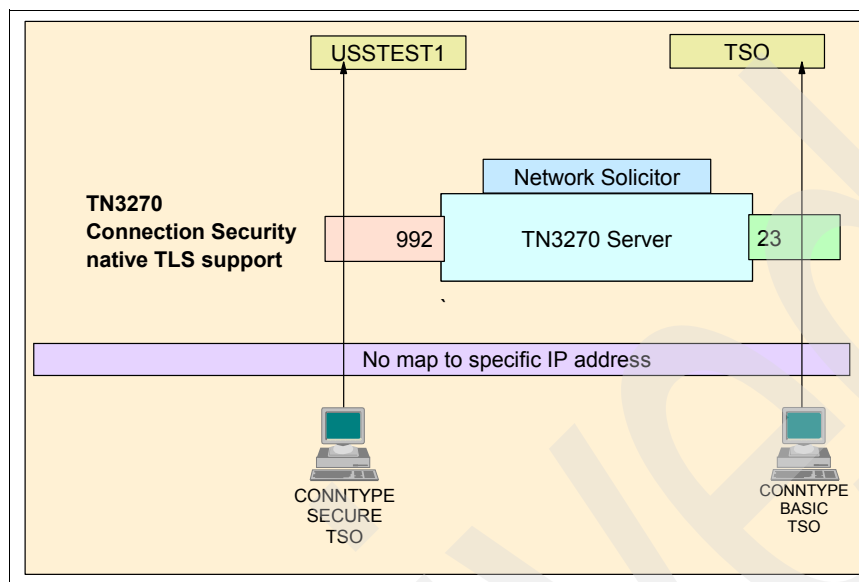 USSTEST1
TSO
Network Solicitor
TN3270
Connection Security
native TLS support
992
TN3270 Server
23
`
No map to specific IP address
CONNTYPE
SECURE
TSO
CONNTYPE
BASIC
TSO